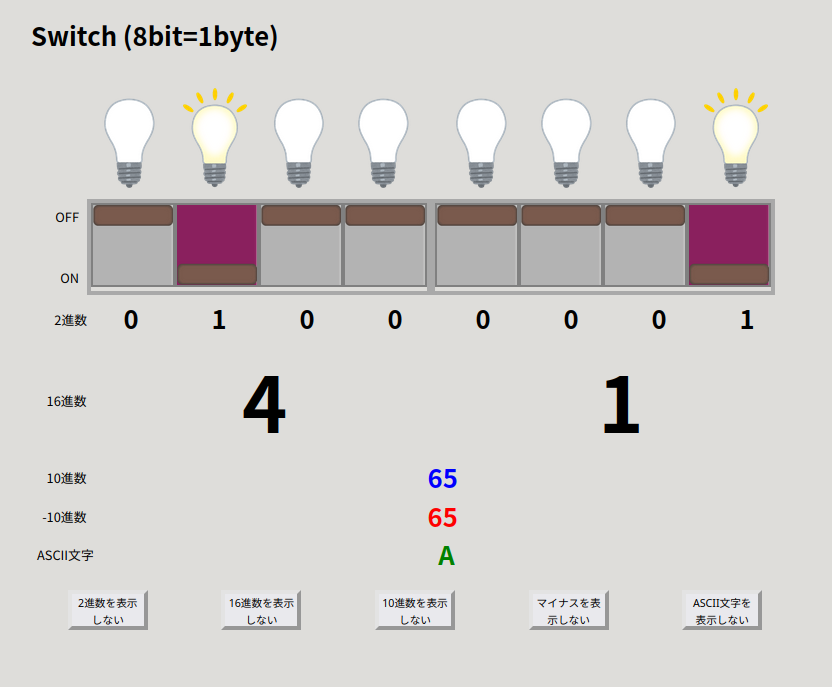 Switch (8bit=1byte)
OFF
ON
2進数 0 1 0 0 0 0 0 1
16進数 4 1
10進数 65
-10進数 65
ASCII文字 A
2進数を表示
しない
16進数を表示
しない
10進数を表示
しない
マイナスを表
示しない
ASCII文字を
表示しない